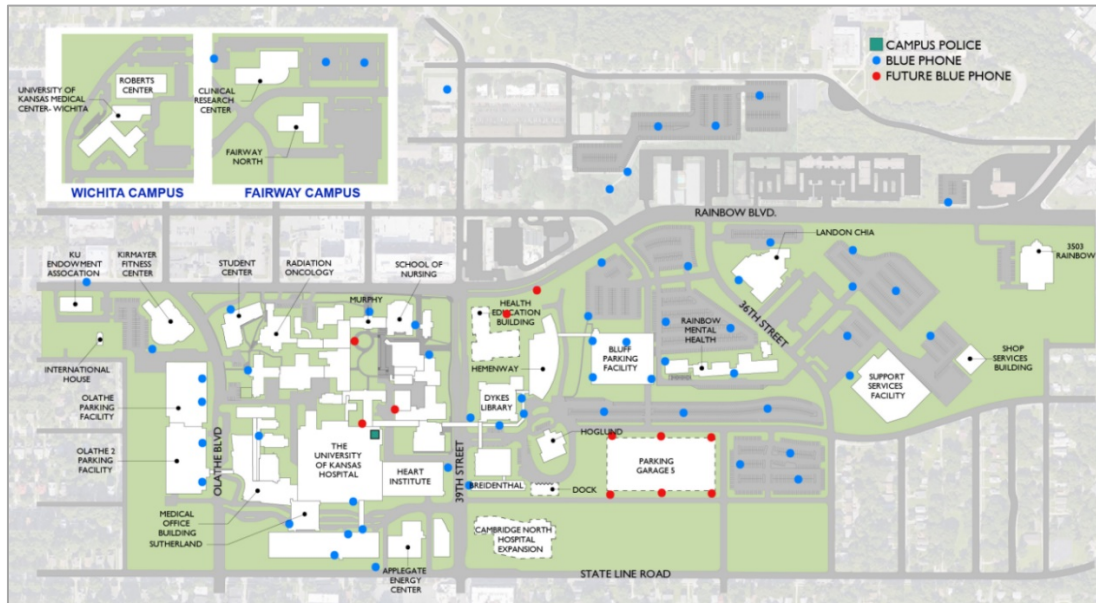 CAMPUS POLICE
BLUE PHONE
FUTURE BLUE PHONE
ROBERTS
CENTER
UNIVERSITY OF
KANSAS MEDICAL
CENTER- WICHITA
CLINICAL
RESEARCH
CENTER
FAIRWAY
NORTH
WICHITA CAMPUS
FAIRWAY CAMPUS
RAINBOW BLVD.
LANDON CHIA
3503
RAINBOW
KU
ENDOWMENT
ASSOCATION
KIRMAYER
FITNESS
CENTER
STUDENT
CENTER
RADIATION
ONCOLOGY
SCHOOL OF
NURSING
MURPHY
HEALTH
EDUCATION
BUILDING
36TH STREET
RAINBOW
MENTAL
HEALTH
BLUFF
PARKING
FACILITY
HEMENWAY
SHOP
SERVICES
BUILDING
SUPPORT
SERVICES
FACILITY
INTERNATIONAL
HOUSE
OLATHE
PARKING
FACILITY
DYKES
LIBRARY
HOGLUND
OLATHE 2
PARKING
FACILITY
OLATHE BLVD
THE
UNIVERSITY
OF KANSAS
HOSPITAL
HEART
INSTITUTE
39TH STREET
PARKING
GARAGE 5
BREIDENTHAL
DOCK
MEDICAL
OFFICE
BUILDING
SUTHERLAND
CAMBRIDGE NORTH
HOSPITAL
EXPANSION
APPLEGATE
ENERGY
CENTER
STATE LINE ROAD